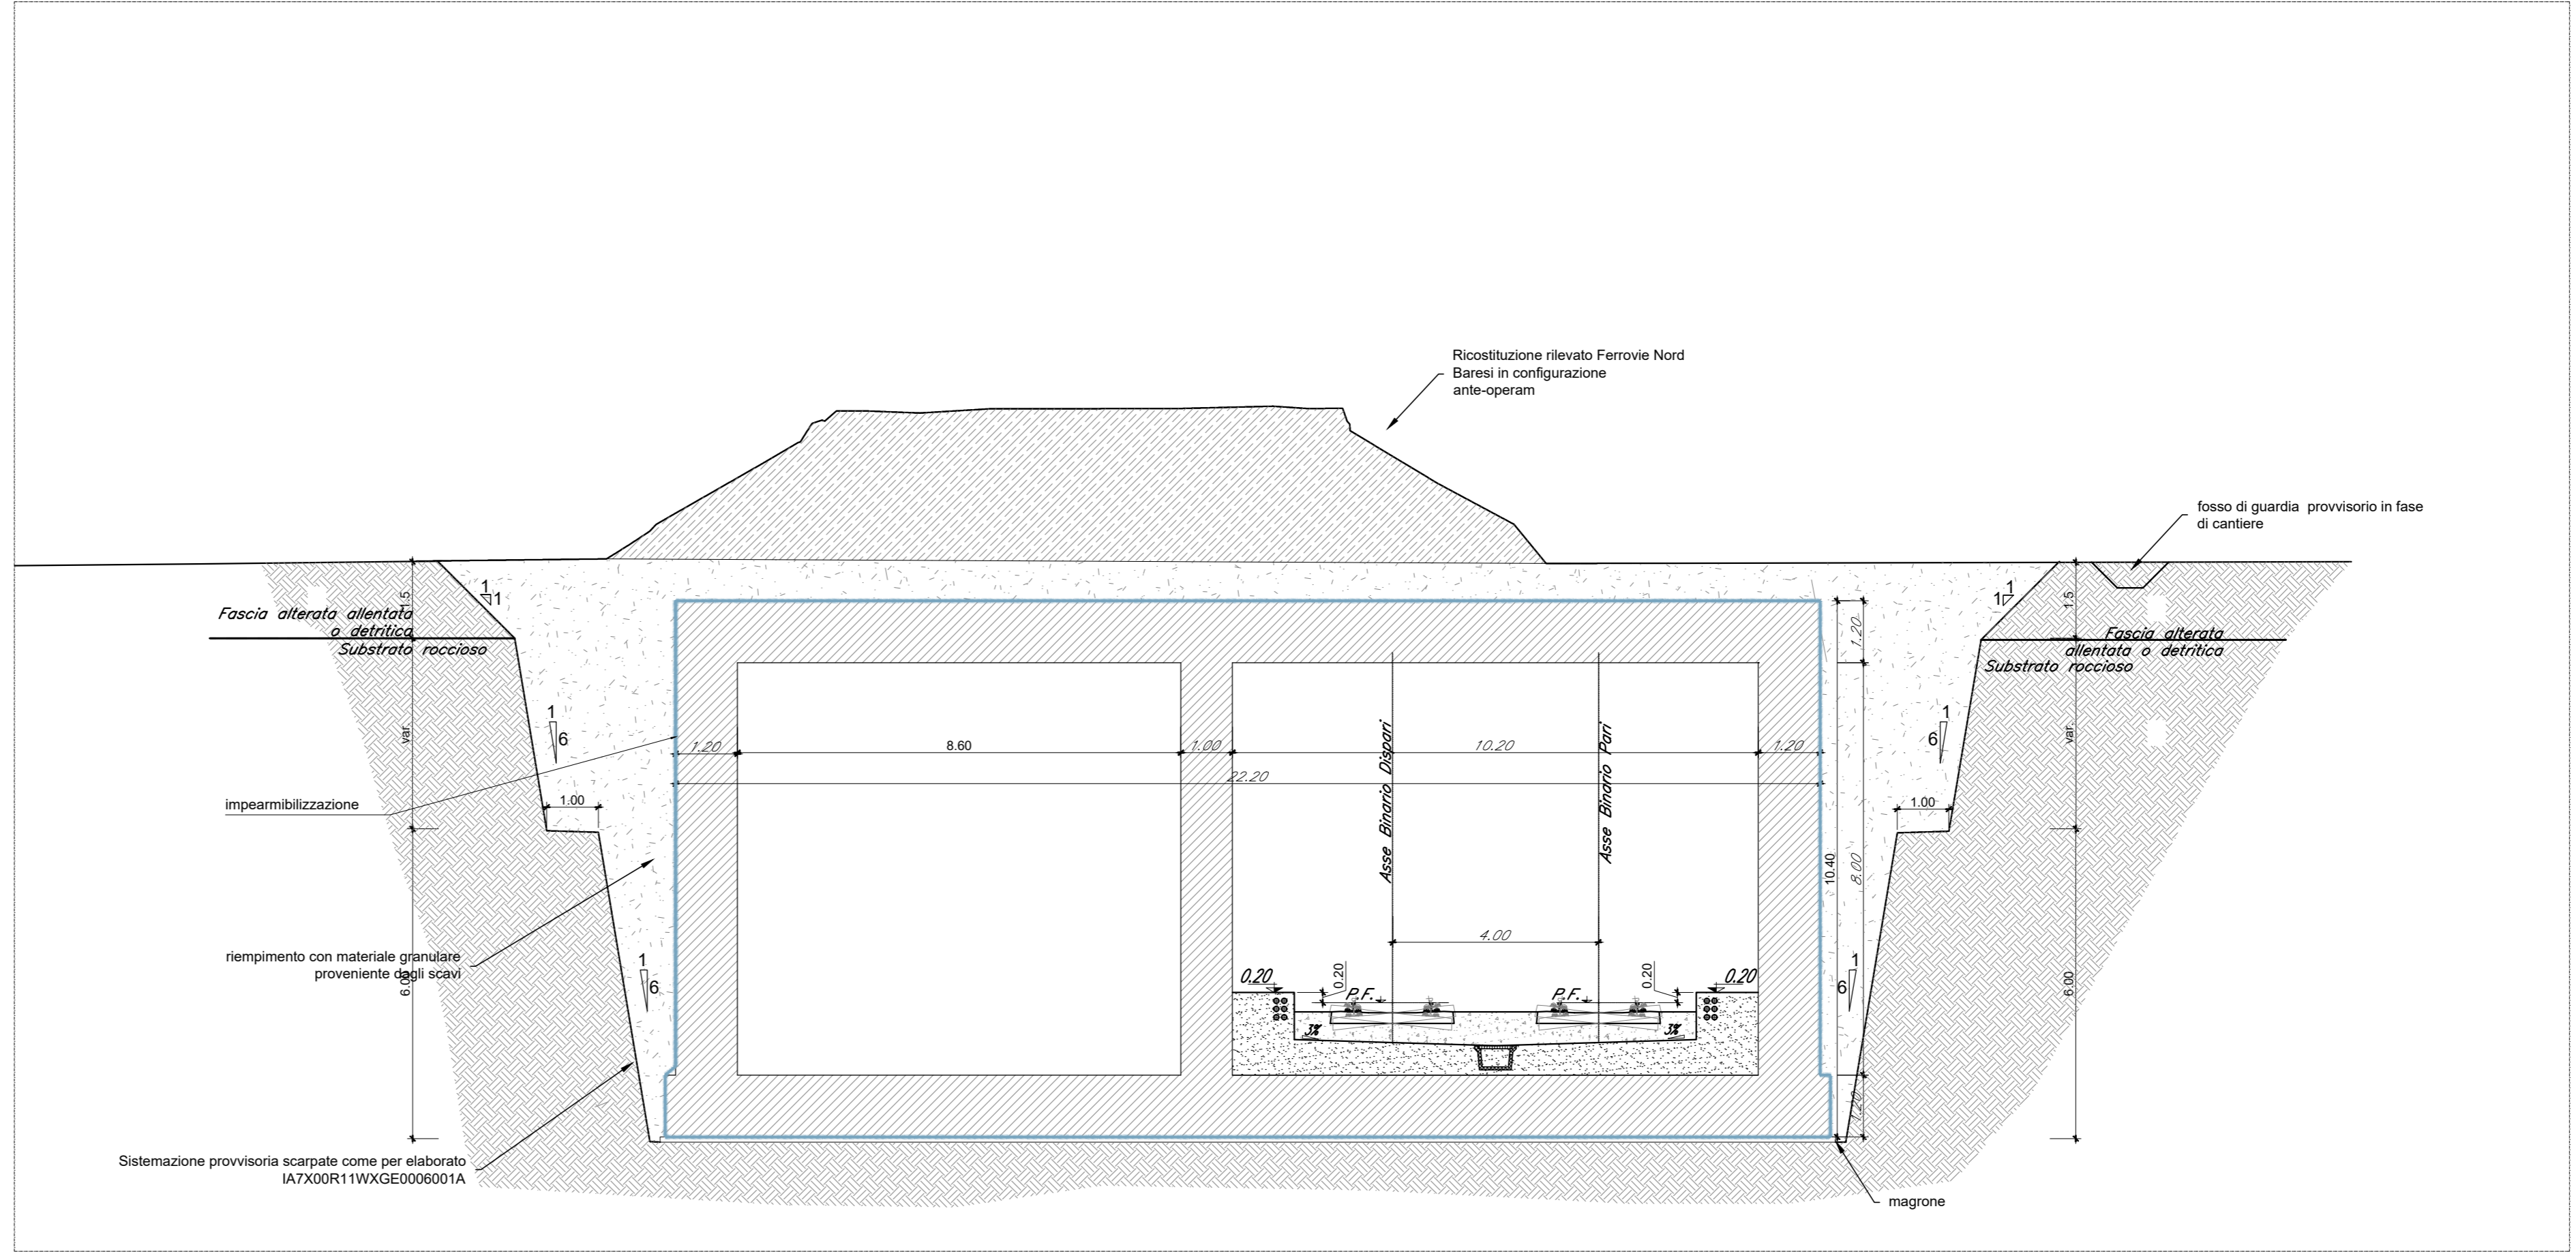 Ricostituzione rilevato Ferrovie Nord
Baresi in configurazione
ante-operam
fosso di guardia provvisorio in fase
di cantiere
1
1
1.5
Fascia alterata allentata
o detritica
Substrato roccioso
1
1
1.5
Fascia alterata
allentata o detritica
Substrato roccioso
1.20
1
6
var.
1.20
8.60
1.00
10.20
1.20
22.20
Asse Binario Dispari
Asse Binario Pari
1
6
var.
impearmibilizzazione
1.00
1.00
10.40
8.00
4.00
riempimento con materiale granulare
proveniente dagli scavi
6.00
1
6
0.20
0.20
P.F.
P.F.
0.20
0.20
3%
3%
1
6
6.00
1.20
Sistemazione provvisoria scarpate come per elaborato
IA7X00R11WXGE0006001A
magrone